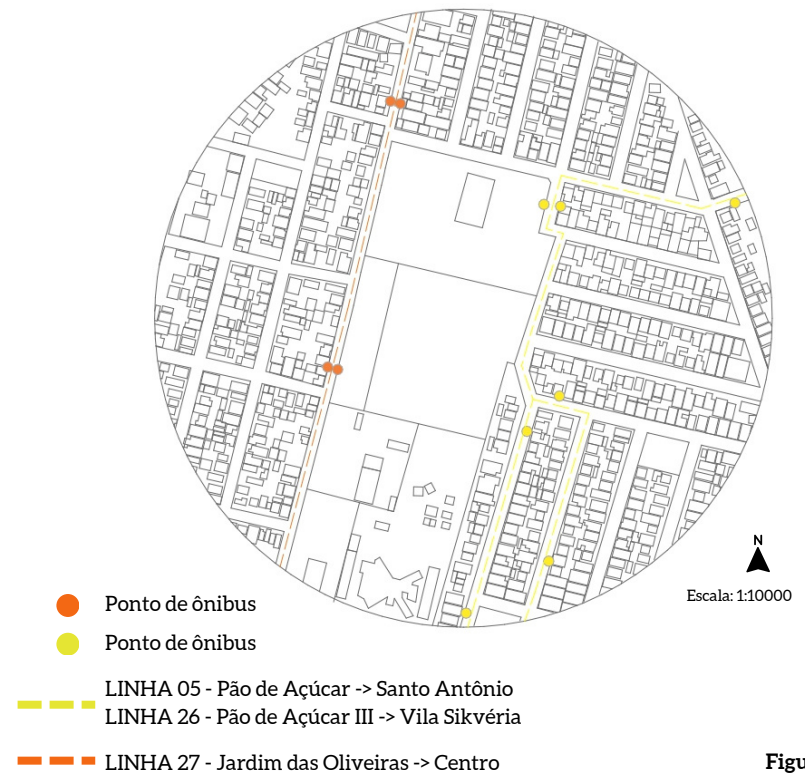 N
Escala: 1:10000
Ponto de ônibus
Ponto de ônibus
LINHA 05 - Pão de Açúcar -> Santo Antônio
LINHA 26 - Pão de Açúcar III -> Vila Sikvéria
LINHA 27 - Jardim das Oliveiras -> Centro
Figu